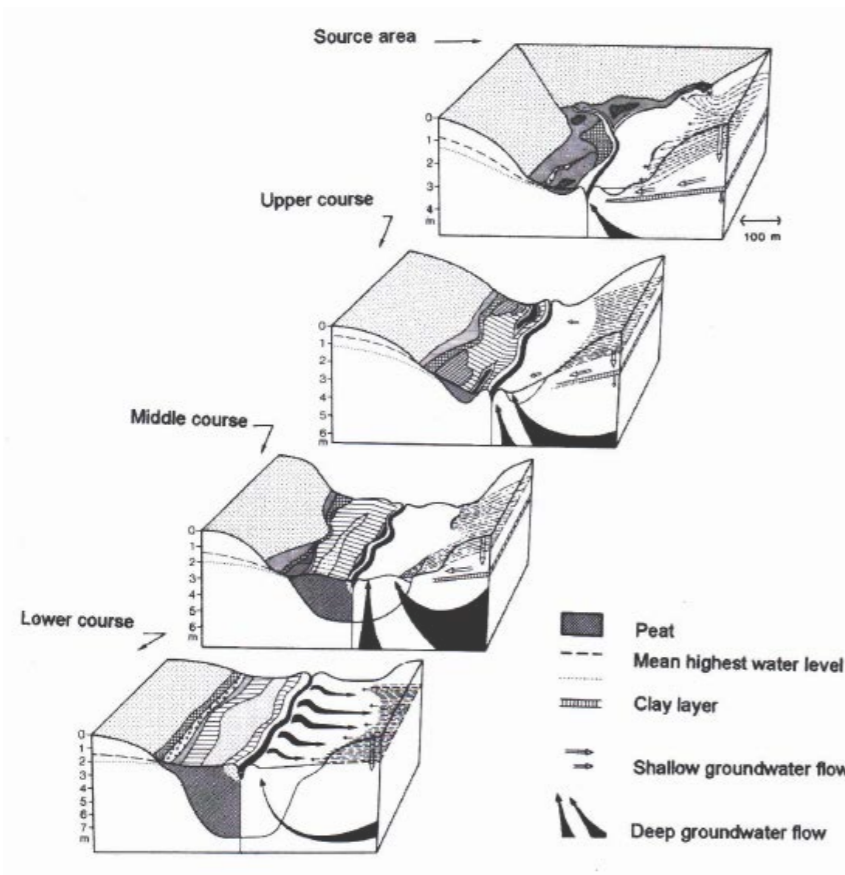 Source area
0
1
2
3
4
m
100 m
Upper course
0
1
2
3
4
5
6
m
Middle course
0
1
2
3
4
5
6
m
Lower course
0
1
2
3
4
5
6
7
m
Peat
Mean highest water level
Clay layer
Shallow groundwater flow
Deep groundwater flow